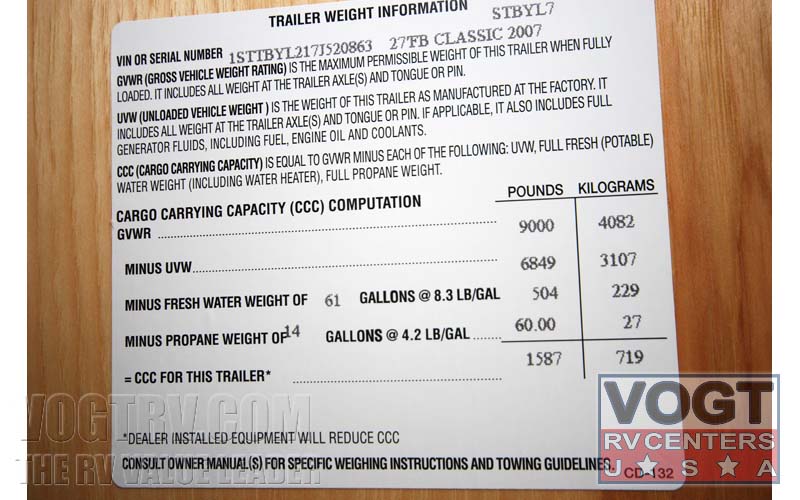 TRAILER WEIGHT INFORMATION STBYL7
VIN OR SERIAL NUMBER 1STTBYL217J520863 27'FB CLASSIC 2007
GVWR (GROSS VEHICLE WEIGHT RATING) IS THE MAXIMUM PERMISSIBLE WEIGHT OF THIS TRAILER WHEN FULLY
LOADED. IT INCLUDES ALL WEIGHT AT THE TRAILER AXLE(S) AND TONGUE OR PIN.
UVW (UNLOADED VEHICLE WEIGHT ) IS THE WEIGHT OF THIS TRAILER AS MANUFACTURED AT THE FACTORY. IT
INCLUDES ALL WEIGHT AT THE TRAILER AXLE(S) AND TONGUE OR PIN. IF APPLICABLE, IT ALSO INCLUDES FULL
GENERATOR FLUIDS, INCLUDING FUEL, ENGINE OIL AND COOLANTS.
CCC (CARGO CARRYING CAPACITY) IS EQUAL TO GVWR MINUS EACH OF THE FOLLOWING: UVW, FULL FRESH (POTABLE)
WATER WEIGHT (INCLUDING WATER HEATER), FULL PROPANE WEIGHT.
POUNDS KILOGRAMS
CARGO CARRYING CAPACITY (CCC) COMPUTATION
GVWR 9000 4082
MINUS UVW 6849 3107
MINUS FRESH WATER WEIGHT OF 61 GALLONS @ 8.3 LB/GAL 504 229
MINUS PROPANE WEIGHT OF 14 GALLONS @ 4.2 LB/GAL 60.00 27
= CCC FOR THIS TRAILER* 1587 719
*DEALER INSTALLED EQUIPMENT WILL REDUCE CCC
CONSULT OWNER MANUAL(S) FOR SPECIFIC WEIGHING INSTRUCTIONS AND TOWING GUIDELINES.
CD-132
VOGTRV.COM
THE RV VALUE LEADER
VOGT
RV CENTERS
USA